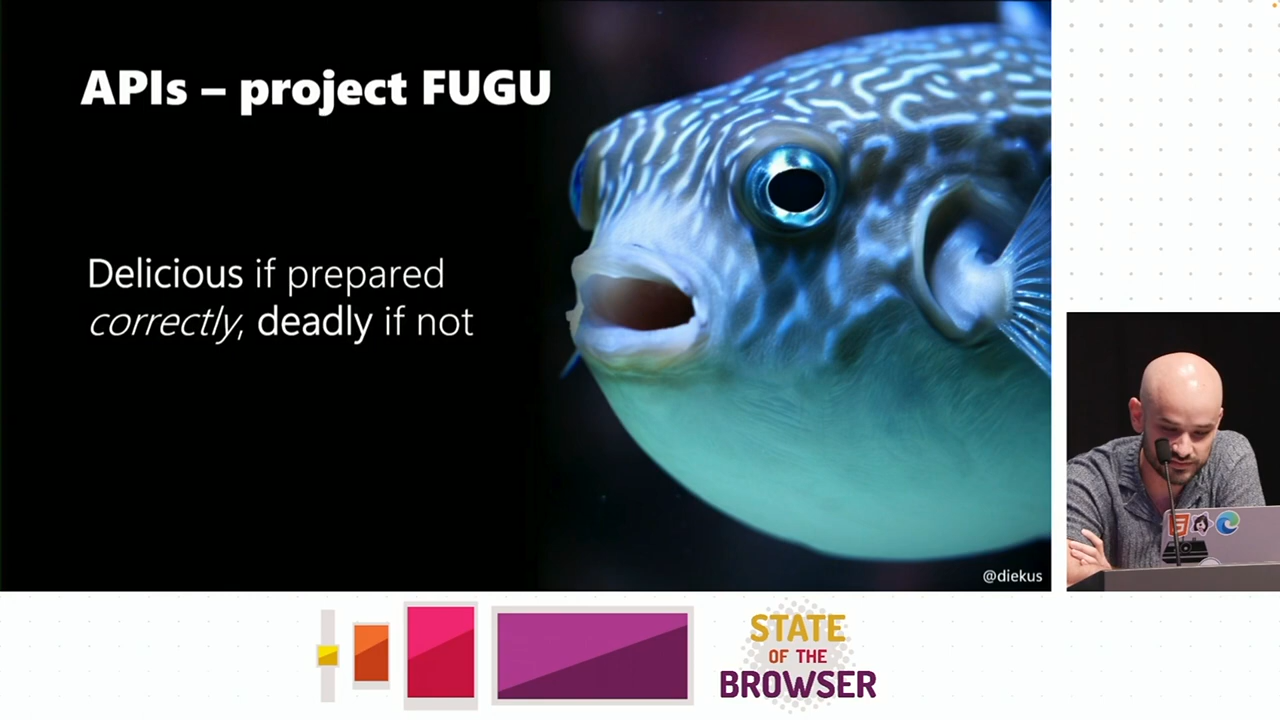 APIs – project FUGU
Delicious if prepared
correctly, deadly if not
@diekus
STATE
OF THE
BROWSER